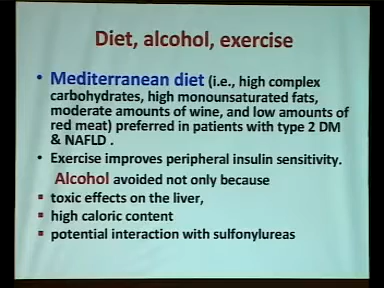 Diet, alcohol, exercise
• Mediterranean diet (i.e., high complex
carbohydrates, high monounsaturated fats,
moderate amounts of wine, and low amounts of
red meat) preferred in patients with type 2 DM
& NAFLD .
• Exercise improves peripheral insulin sensitivity.
Alcohol avoided not only because
▪ toxic effects on the liver,
▪ high caloric content
▪ potential interaction with sulfonylureas